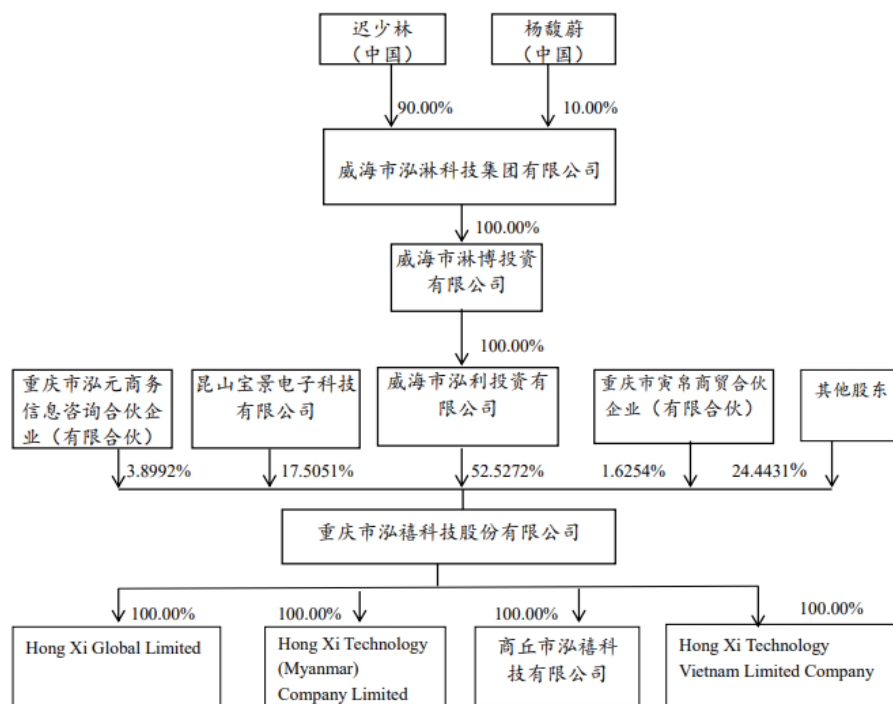 迟少林
（中国）
杨馥蔚
（中国）
90.00%
10.00%
威海市泓淋科技集团有限公司
100.00%
威海市淋博投资
有限公司
100.00%
重庆市泓元商务
信息咨询合伙企
业（有限合伙）
昆山宝景电子科技
有限公司
威海市泓利投资有
限公司
重庆市寅帛商贸合伙
企业（有限合伙）
其他股东
3.8992%
17.5051%
52.5272%
1.6254%
24.4431%
重庆市泓禧科技股份有限公司
100.00%
100.00%
100.00%
100.00%
Hong Xi Global Limited
Hong Xi Technology
(Myanmar)
Company Limited
商丘市泓禧科
技有限公司
Hong Xi Technology
Vietnam Limited Company